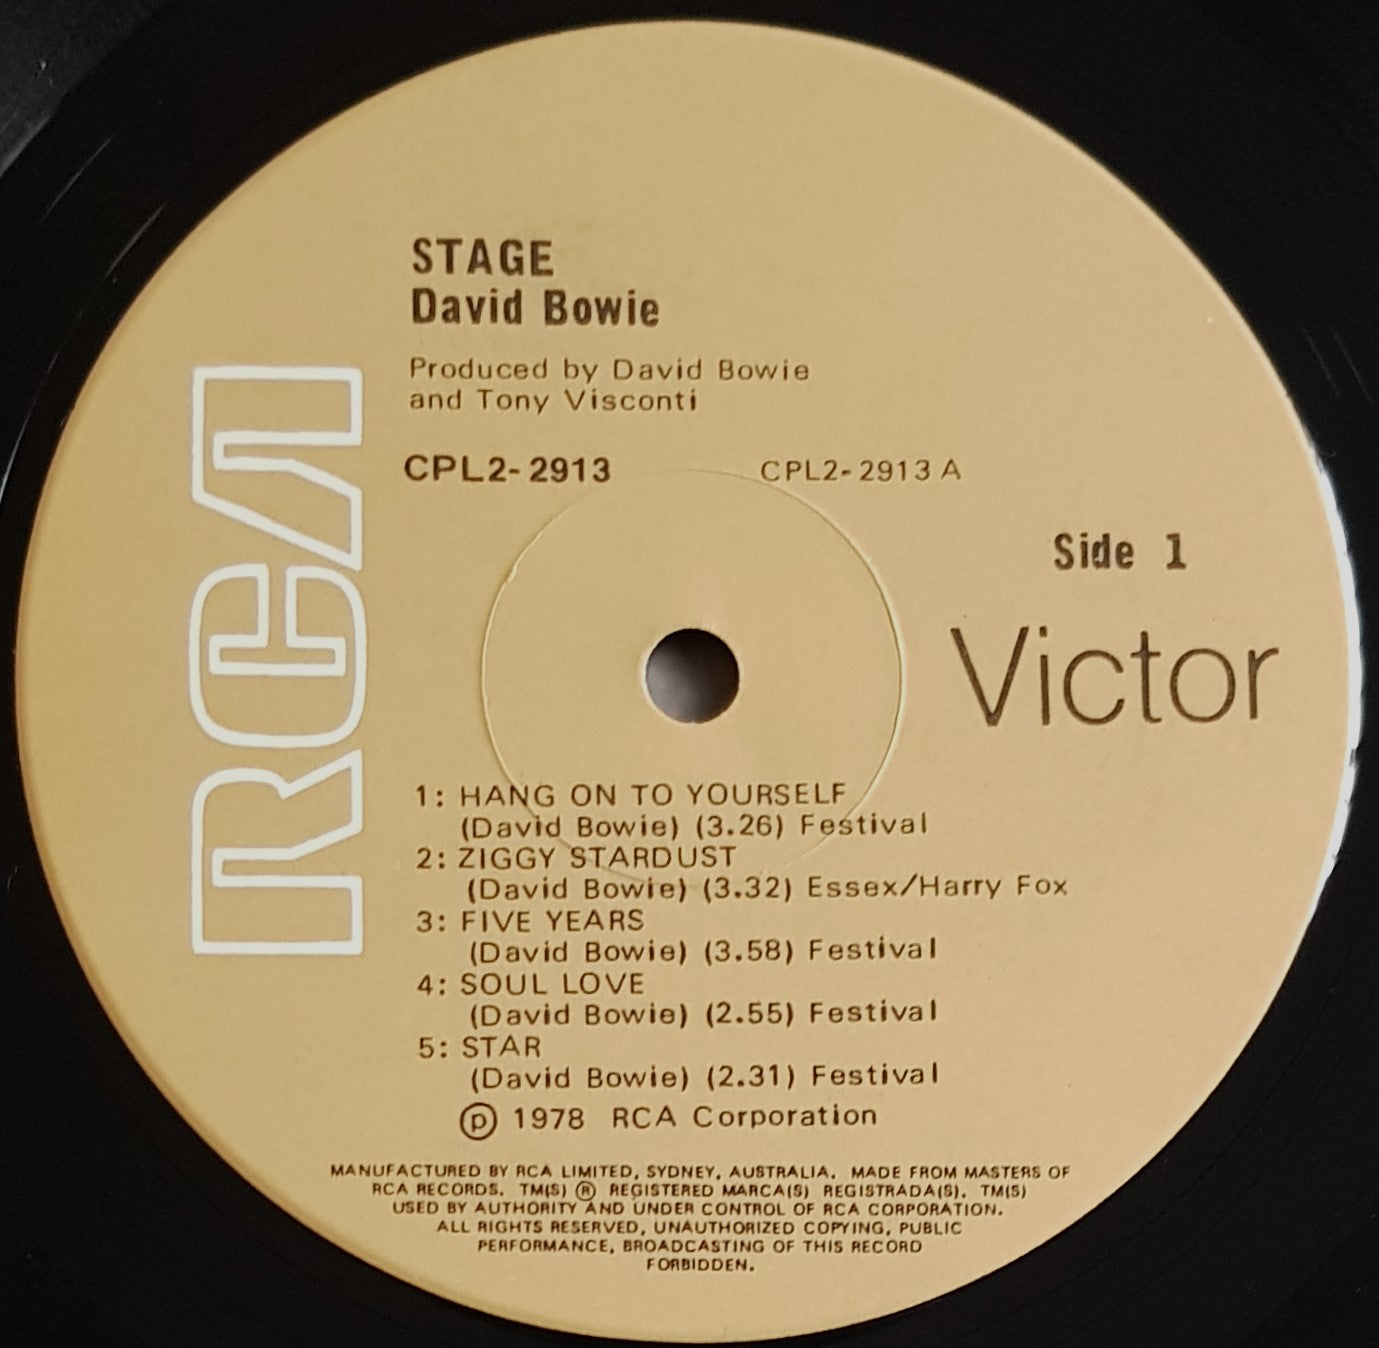 STAGE
David Bowie
Produced by David Bowie
and Tony Visconti
CPL2-2913 CPL2-2913 A
Side 1
RCA
Victor
1: HANG ON TO YOURSELF
(David Bowie) (3.26) Festival
2: ZIGGY STARDUST
(David Bowie) (3.32) Essex/Harry Fox
3: FIVE YEARS
(David Bowie) (3.58) Festival
4: SOUL LOVE
(David Bowie) (2.55) Festival
5: STAR
(David Bowie) (2.31) Festival
Ⓟ 1978 RCA Corporation
MANUFACTURED BY RCA LIMITED, SYDNEY, AUSTRALIA. MADE FROM MASTERS OF
RCA RECORDS. TM(S) ® REGISTERED MARCA(S) REGISTRADA(S). TM(S)
USED BY AUTHORITY AND UNDER CONTROL OF RCA CORPORATION.
ALL RIGHTS RESERVED, UNAUTHORIZED COPYING, PUBLIC
PERFORMANCE, BROADCASTING OF THIS RECORD
FORBIDDEN.